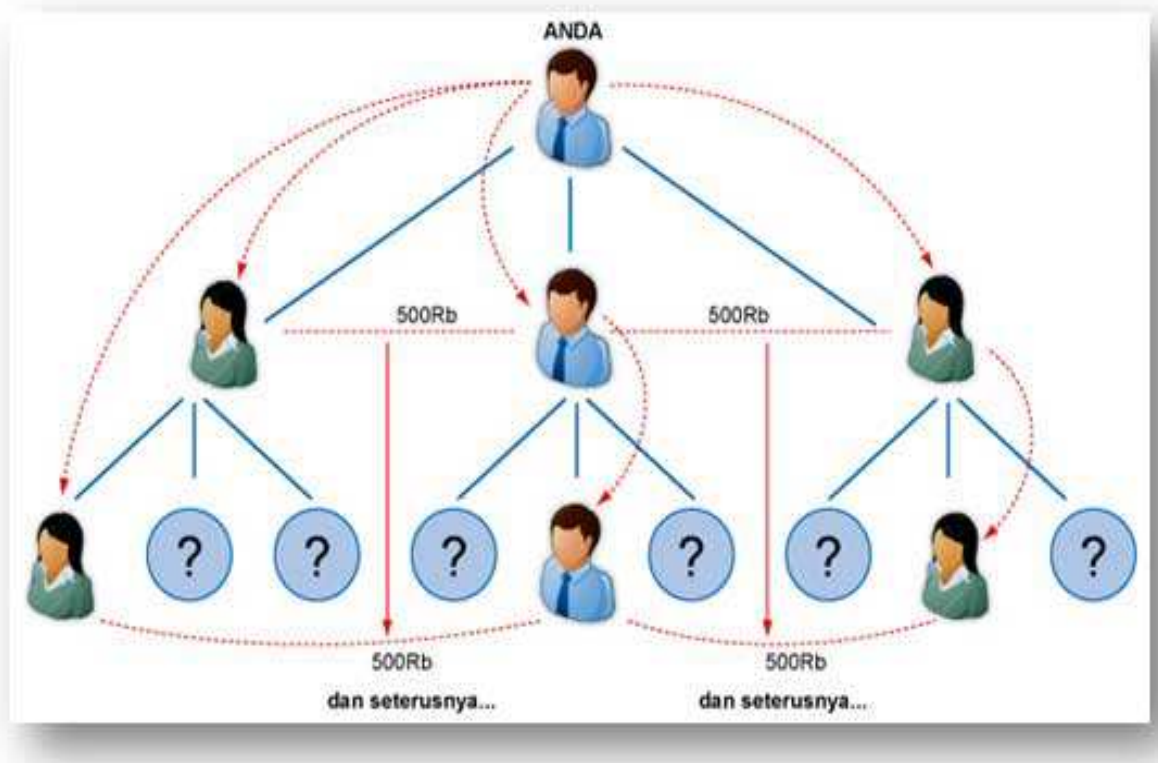 ANDA
500Rb
500Rb
?
?
?
?
?
?
500Rb
500Rb
dan seterusnya...
dan seterusnya...